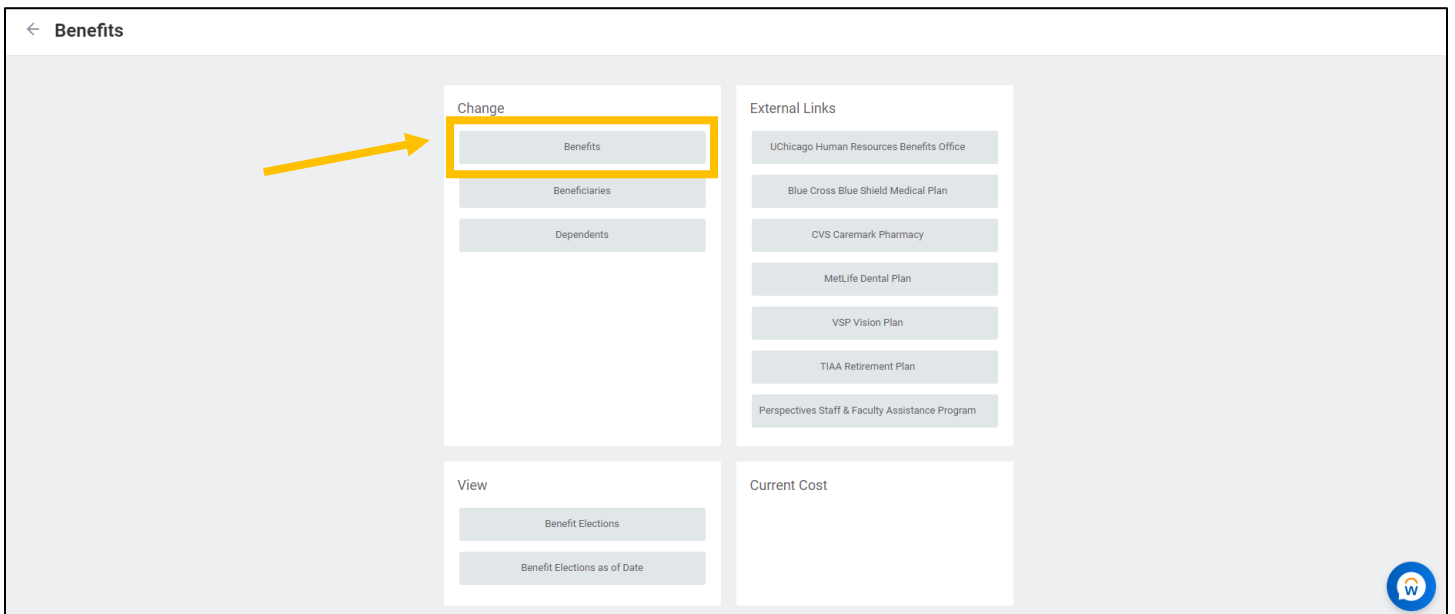 Benefits
Change
Benefits
Beneficiaries
Dependents
External Links
UChicago Human Resources Benefits Office
Blue Cross Blue Shield Medical Plan
CVS Caremark Pharmacy
MetLife Dental Plan
VSP Vision Plan
TIAA Retirement Plan
Perspectives Staff & Faculty Assistance Program
View
Benefit Elections
Benefit Elections as of Date
Current Cost
w